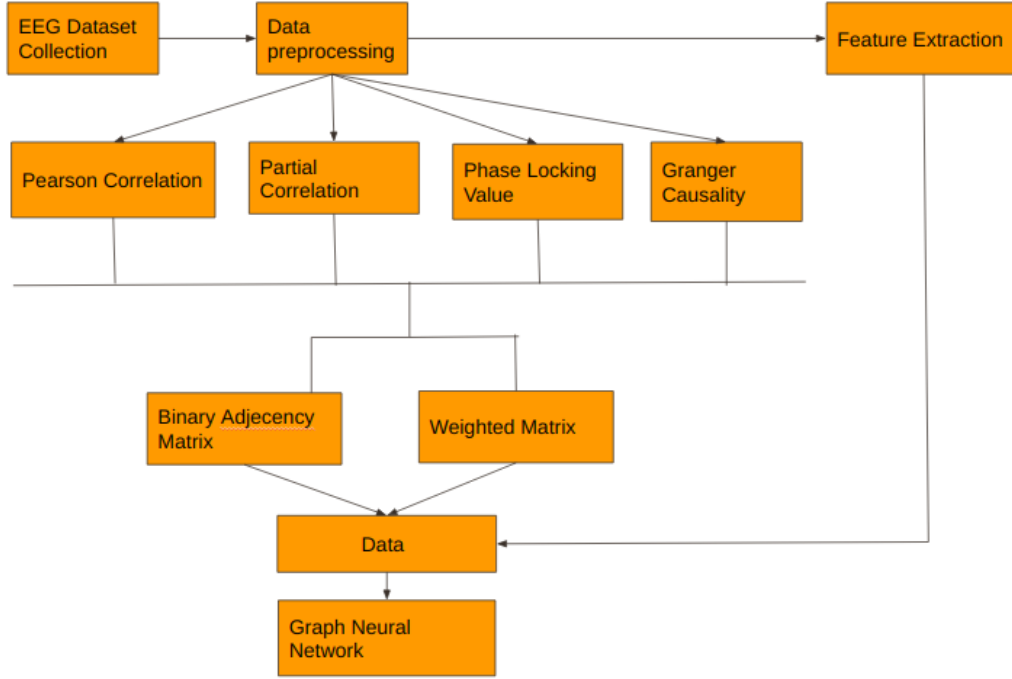 EEG Dataset
Collection
Data
preprocessing
Feature Extraction
Pearson Correlation
Partial
Correlation
Phase Locking
Value
Granger
Causality
Binary Adjecency
Matrix
Weighted Matrix
Data
Graph Neural
Network